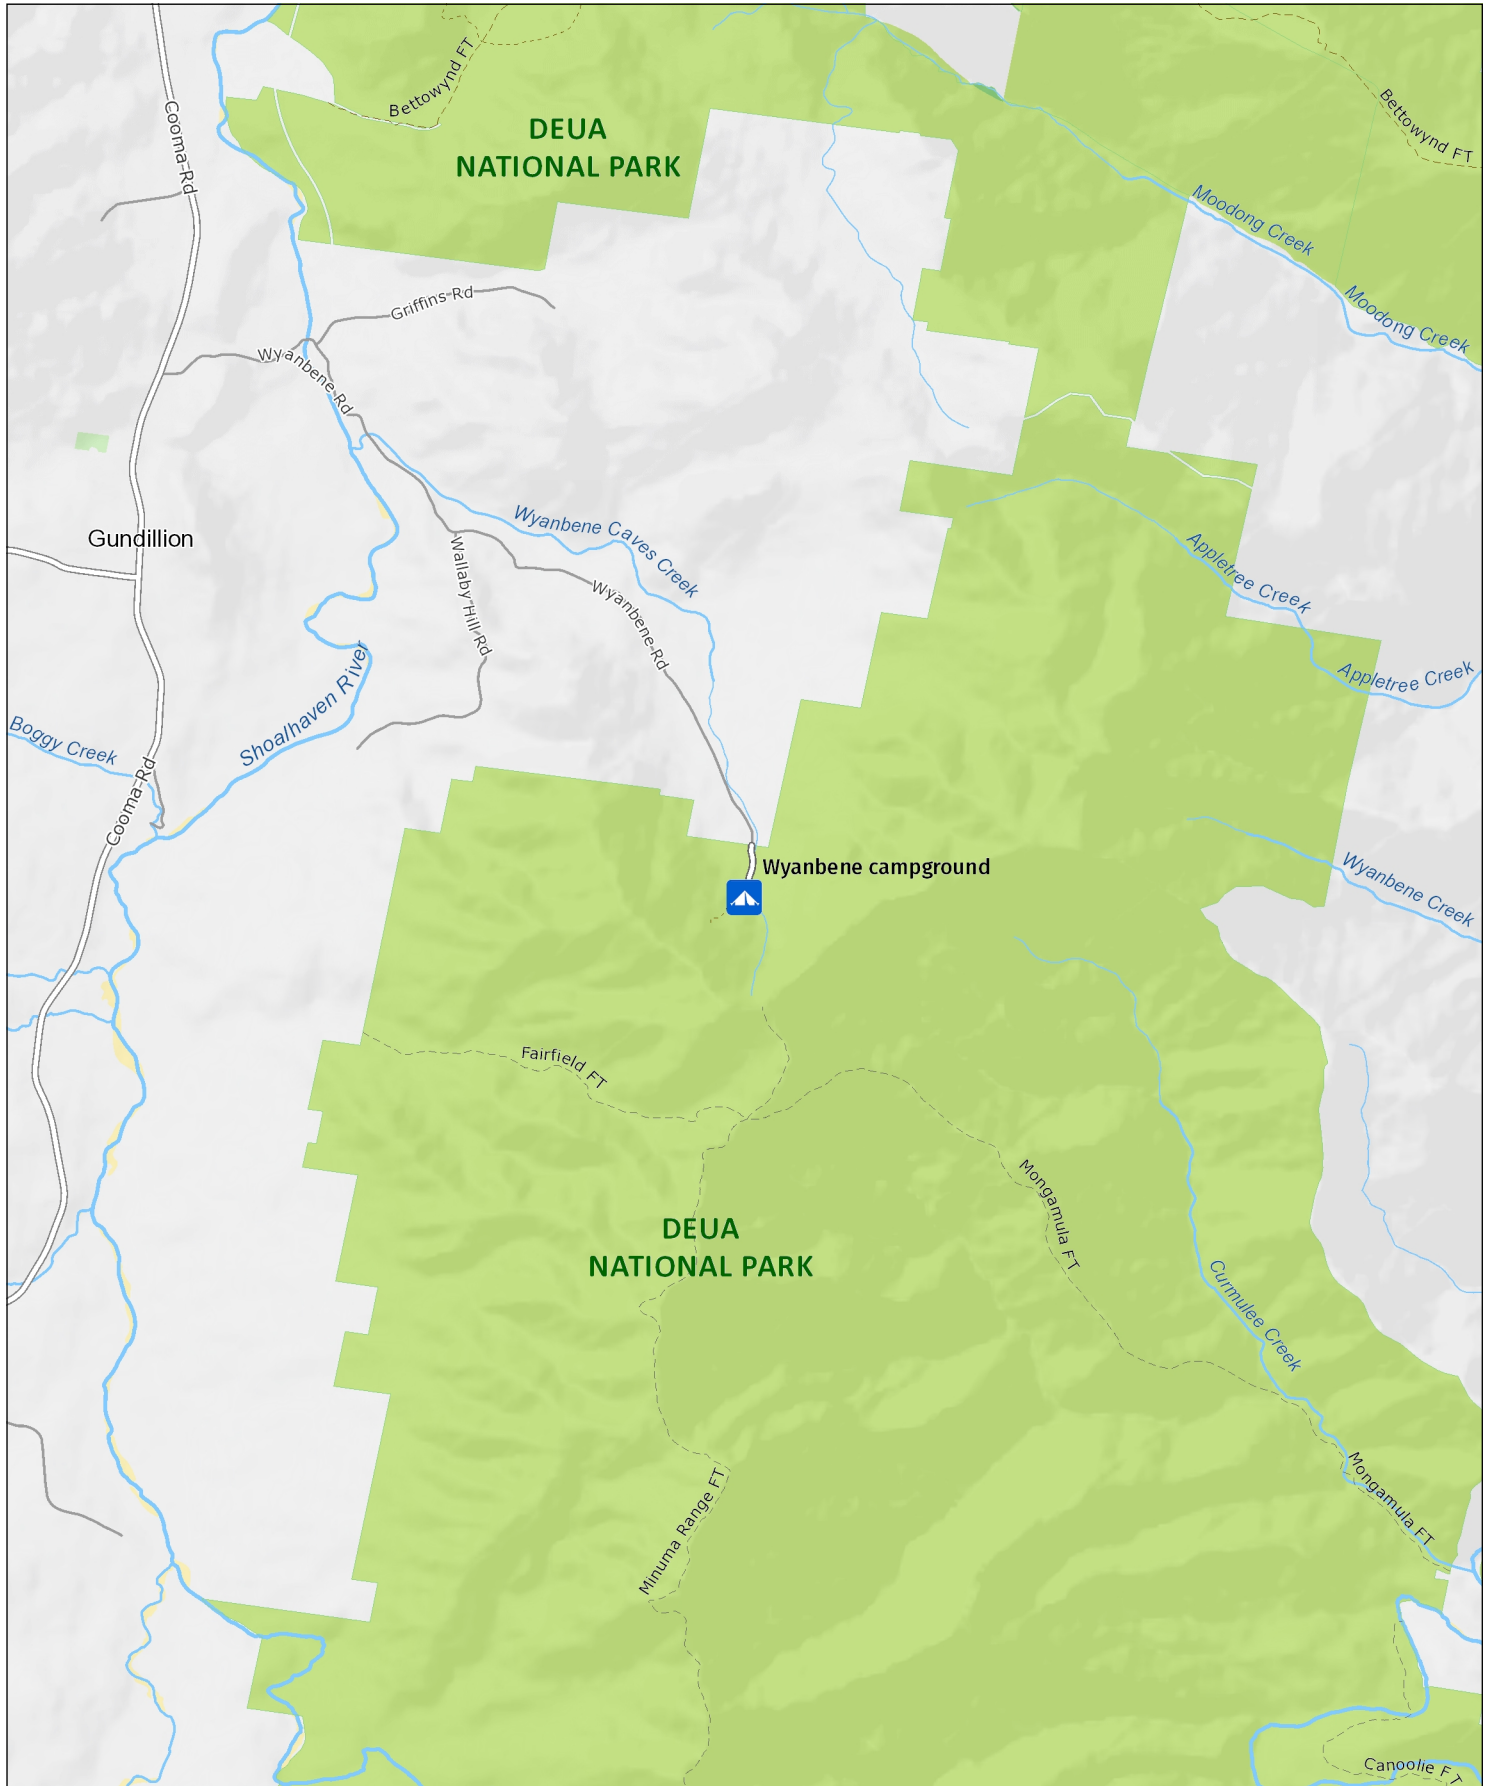 Bettowynd FT
Bettowynd FT
Cooma Rd
DEUA
NATIONAL PARK
Moodong Creek
Moodong Creek
Griffins Rd
Wyanbene Rd
Gundillion
Wyanbene Caves Creek
Wallaby Hill Rd
Wyanbene Rd
Appletree Creek
Appletree Creek
Shoalhaven River
Boggy Creek
Cooma Rd
Wyanbene campground
Wyanbene Creek
Fairfield FT
Mongamula FT
DEUA
NATIONAL PARK
Curmulee Creek
Minuma Range FT
Mongamula FT
Canoolie FT